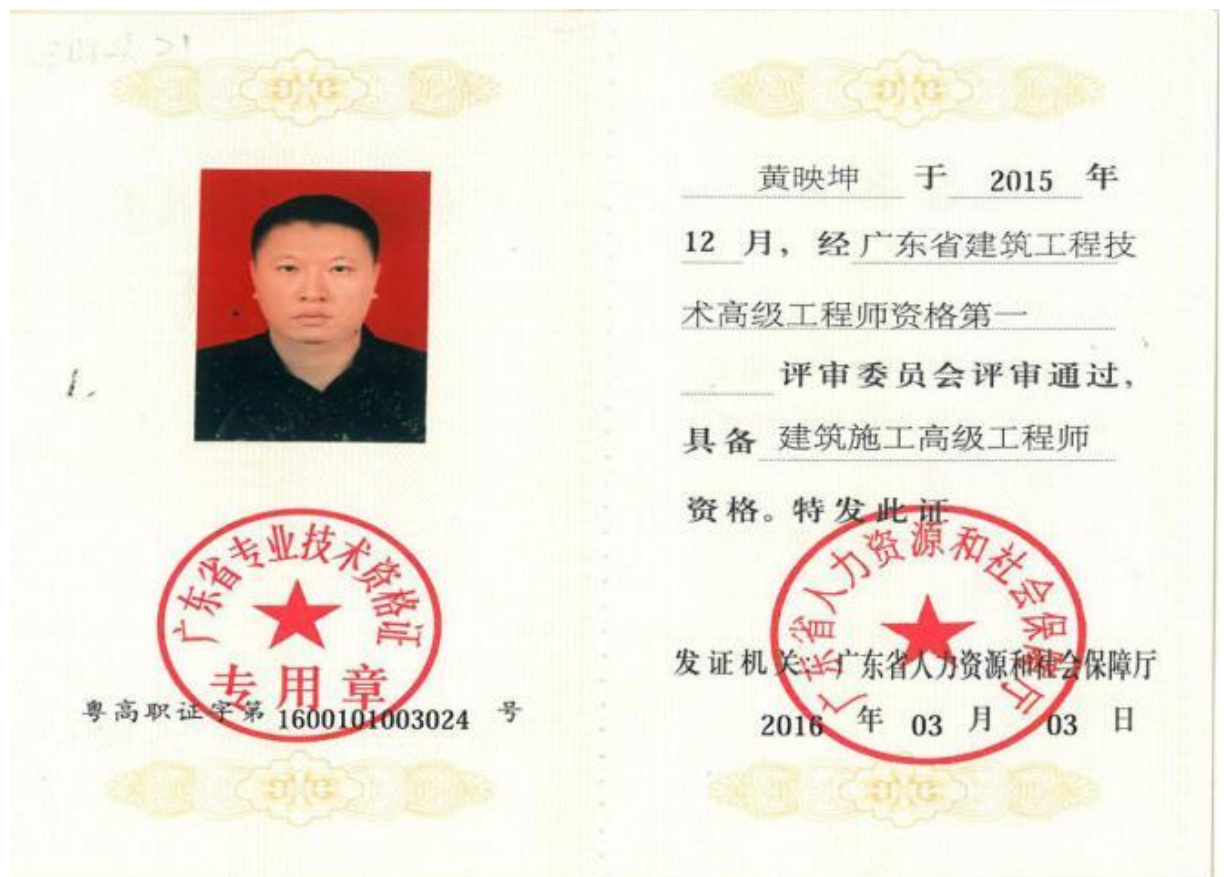 广东省专业技术资格证
专用章
粤高职证字第 1600101003024 号
黄映坤 于 2015 年
12 月，经广东省建筑工程技
术高级工程师资格第一
评审委员会评审通过，
具备 建筑施工高级工程师
资格。特发此证
广东省人力资源和社会保障厅
发证机关：广东省人力资源和社会保障厅
2016 年 03 月 03 日